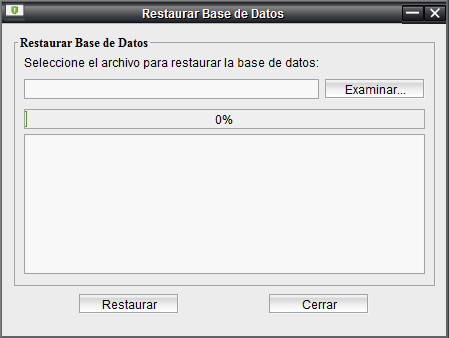 Restaurar Base de Datos
Restaurar Base de Datos
Seleccione el archivo para restaurar la base de datos:
Examinar...
0%
Restaurar
Cerrar